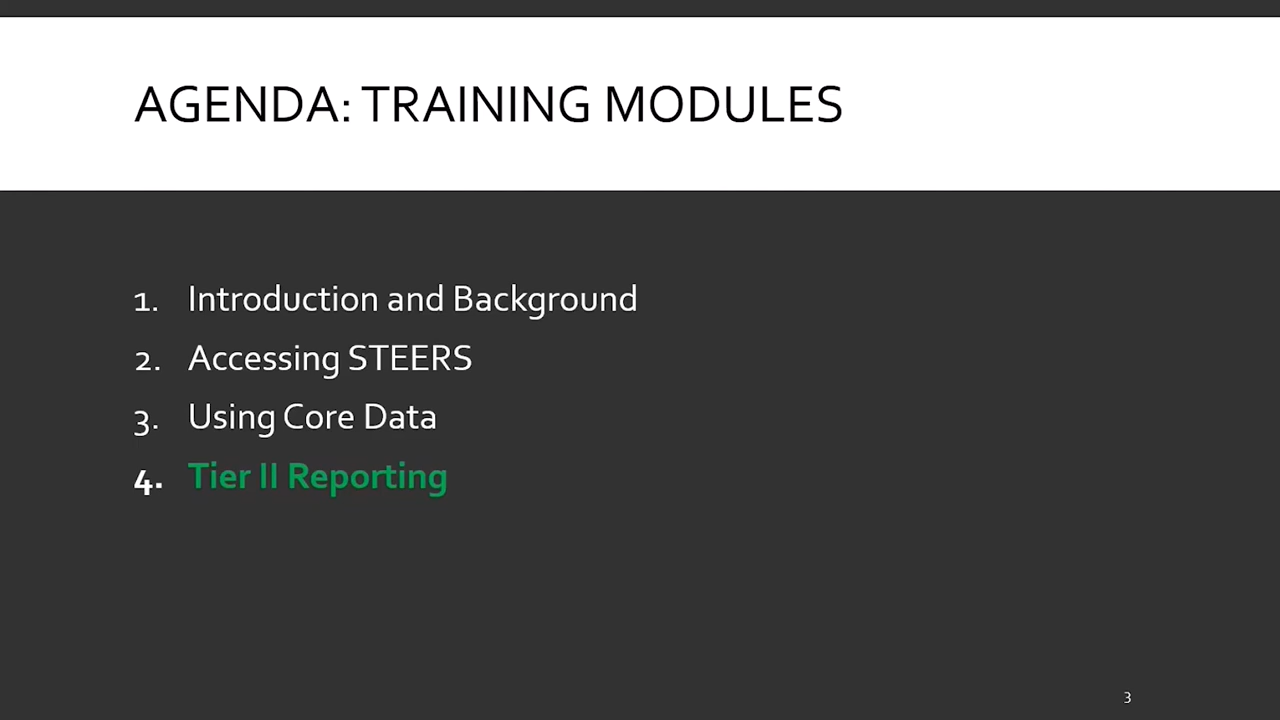 AGENDA: TRAINING MODULES
1. Introduction and Background
2. Accessing STEERS
3. Using Core Data
4. Tier II Reporting
3